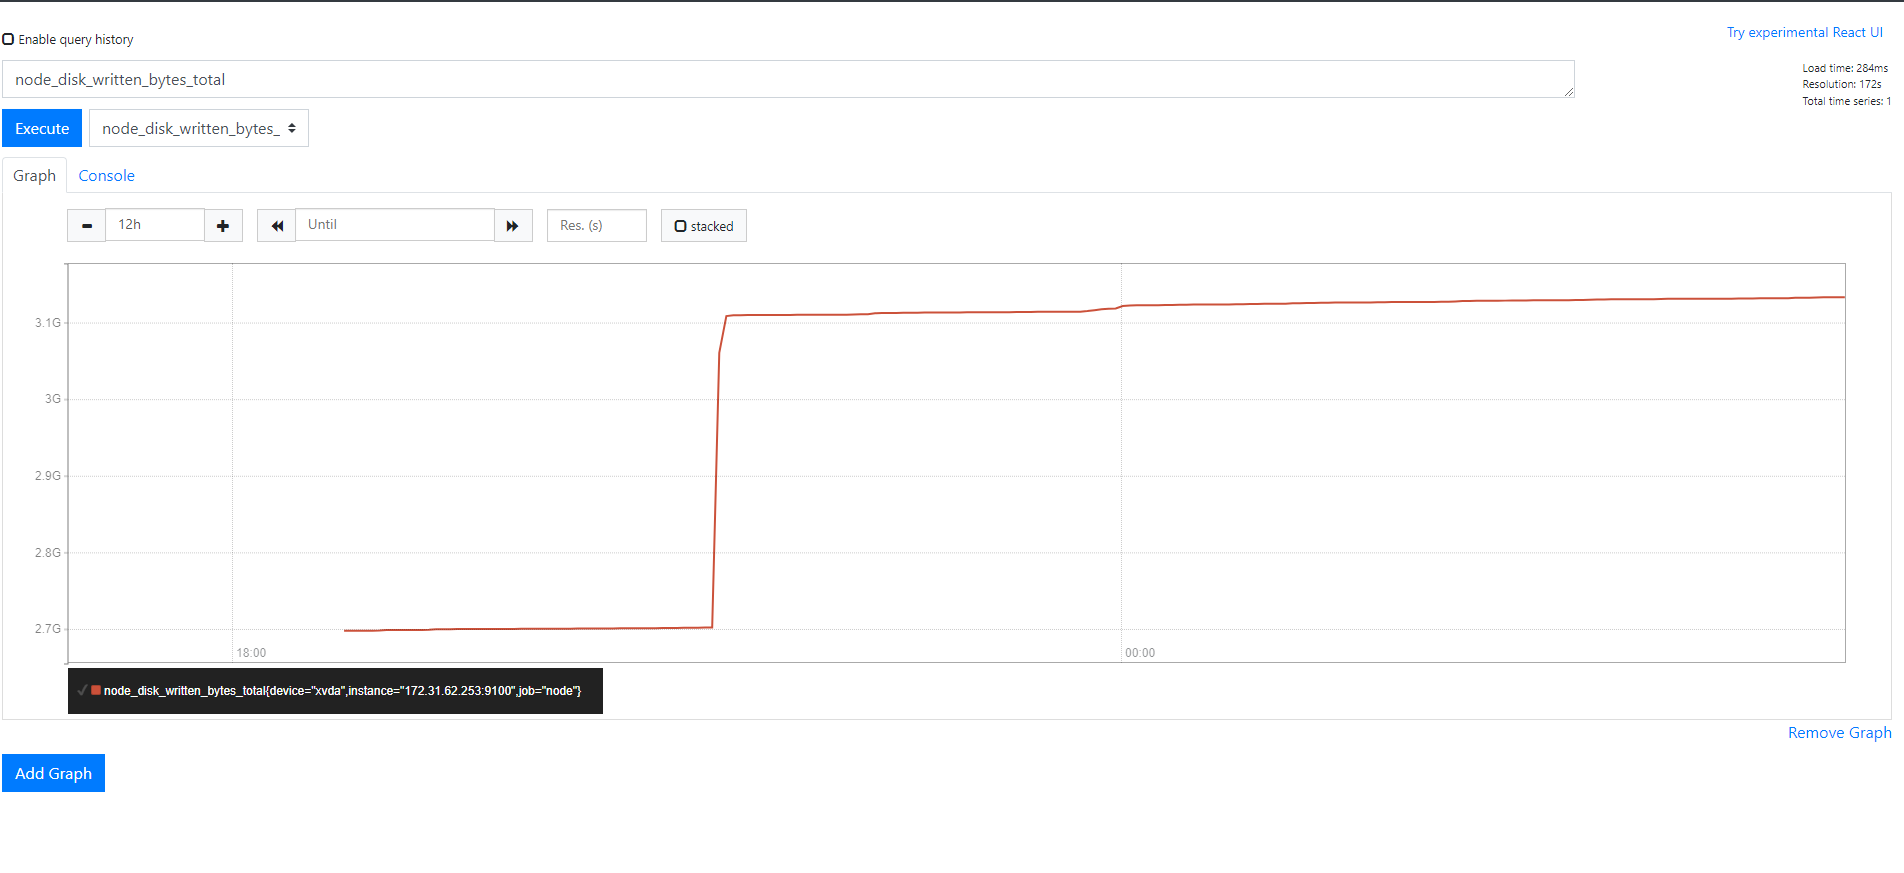 Enable query history
Try experimental React UI
node_disk_written_bytes_total
Load time: 284ms
Resolution: 172s
Total time series: 1
Execute
node_disk_written_bytes_
Graph
Console
12h
Until
Res. (s)
stacked
3.1G
3G
2.9G
2.8G
2.7G
18:00
00:00
node_disk_written_bytes_total{device="xvda",instance="172.31.62.253:9100",job="node"}
Remove Graph
Add Graph